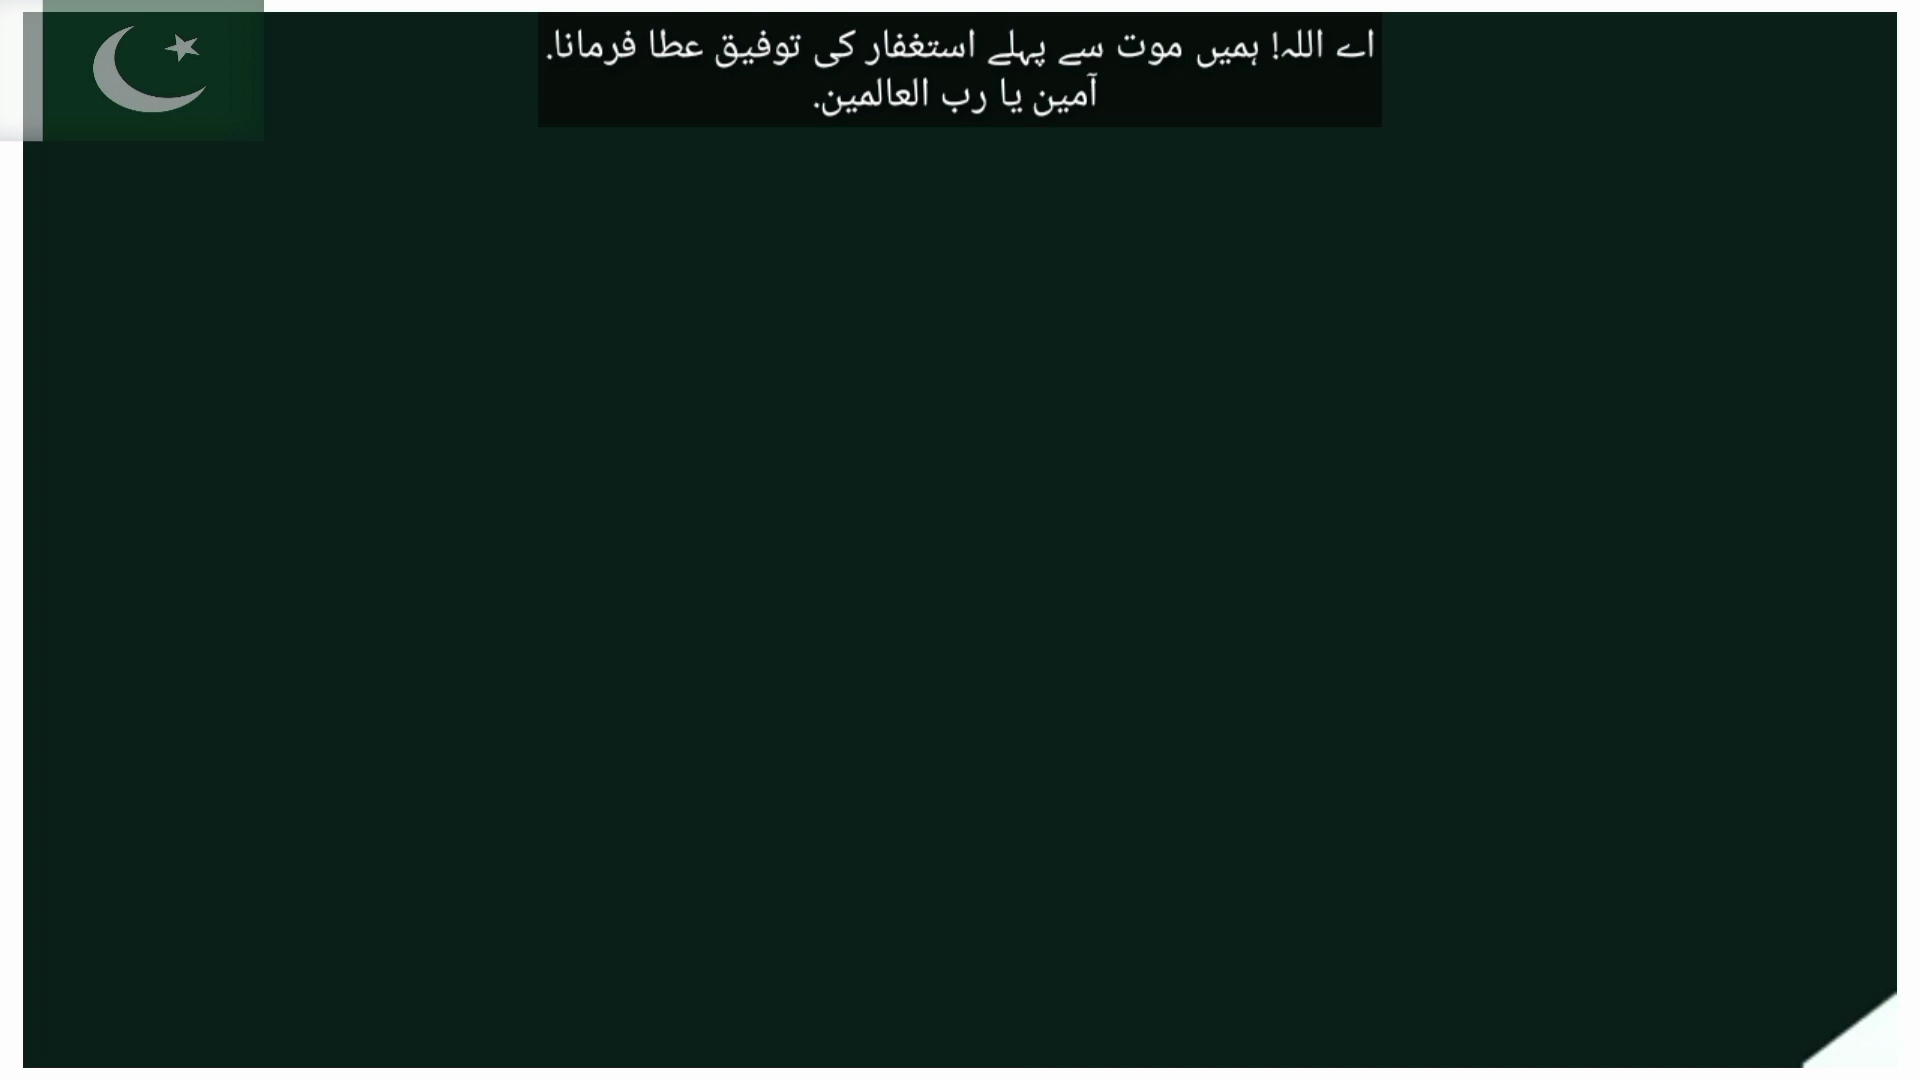 اے اللہ! ہمیں موت سے پہلے استغفار کی توفیق عطا فرمانا.
آمین یا رب العالمین.